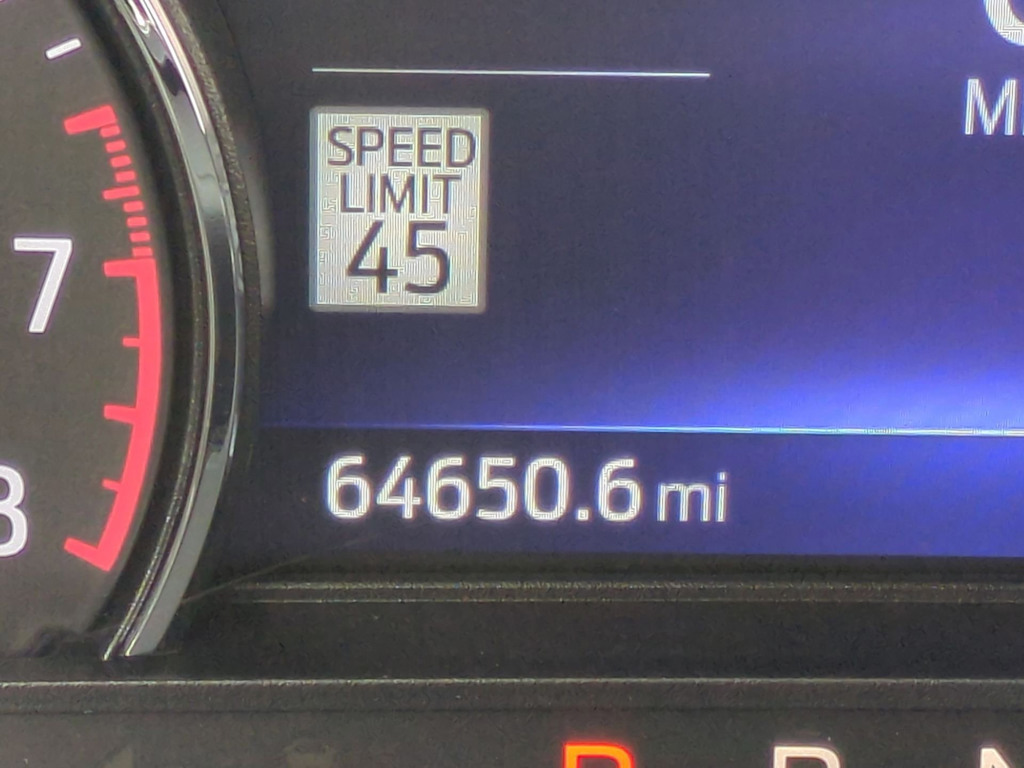 7
8
SPEED
LIMIT
45
64650.6 mi
P R N